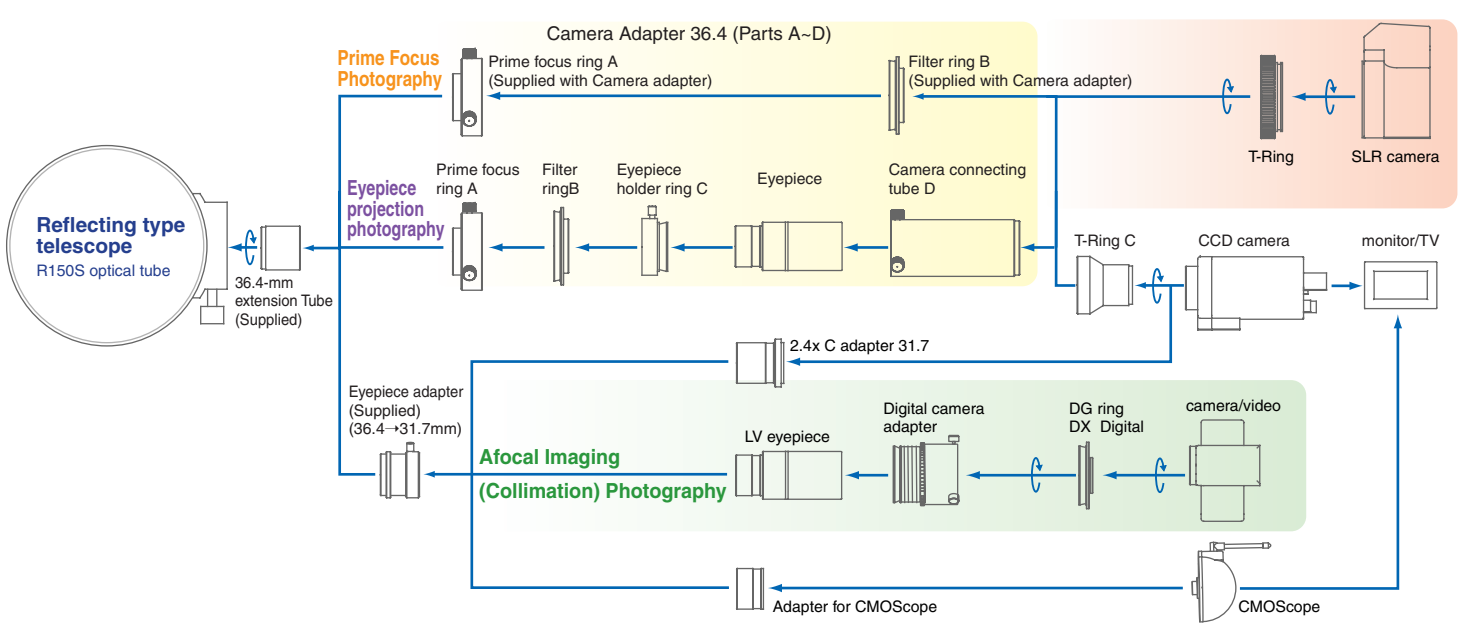 Camera Adapter 36.4 (Parts A~D)
Prime Focus
Photography
Prime focus ring A
(Supplied with Camera adapter)
Filter ring B
(Supplied with Camera adapter)
T-Ring
SLR camera
Eyepiece
projection
photography
Prime focus
ring A
Filter
ringB
Eyepiece
holder ring C
Eyepiece
Camera connecting
tube D
Reflecting type
telescope
R150S optical tube
36.4-mm
extension Tube
(Supplied)
T-Ring C
CCD camera
monitor/TV
2.4x C adapter 31.7
Eyepiece adapter
(Supplied)
(36.4→31.7mm)
Afocal Imaging
(Collimation) Photography
LV eyepiece
Digital camera
adapter
DG ring
DX Digital
camera/video
Adapter for CMOScope
CMOScope